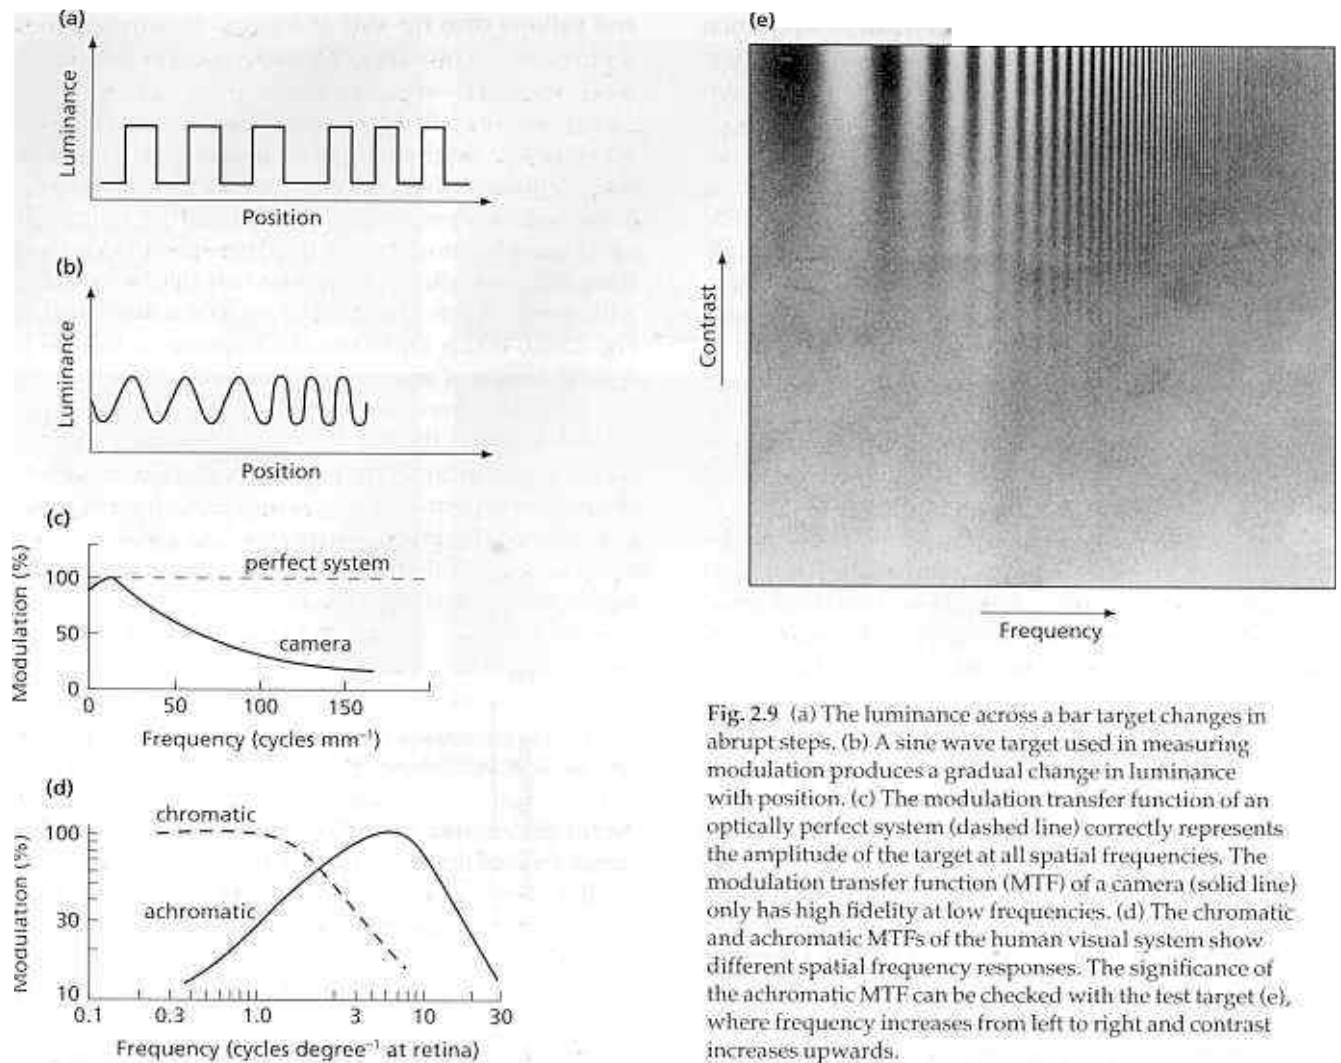 (a)
Luminance
Position
(b)
Luminance
Position
(c)
Modulation (%)
100
50
0
perfect system
camera
0 50 100 150
Frequency (cycles mm⁻¹)
(d)
Modulation (%)
100
30
10
chromatic
achromatic
0.1 0.3 1.0 3 10 30
Frequency (cycles degree⁻¹ at retina)
(e)
Contrast
Frequency
Fig. 2.9 (a) The luminance across a bar target changes in
abrupt steps. (b) A sine wave target used in measuring
modulation produces a gradual change in luminance
with position. (c) The modulation transfer function of an
optically perfect system (dashed line) correctly represents
the amplitude of the target at all spatial frequencies. The
modulation transfer function (MTF) of a camera (solid line)
only has high fidelity at low frequencies. (d) The chromatic
and achromatic MTFs of the human visual system show
different spatial frequency responses. The significance of
the achromatic MTF can be checked with the test target (e),
where frequency increases from left to right and contrast
increases upwards.